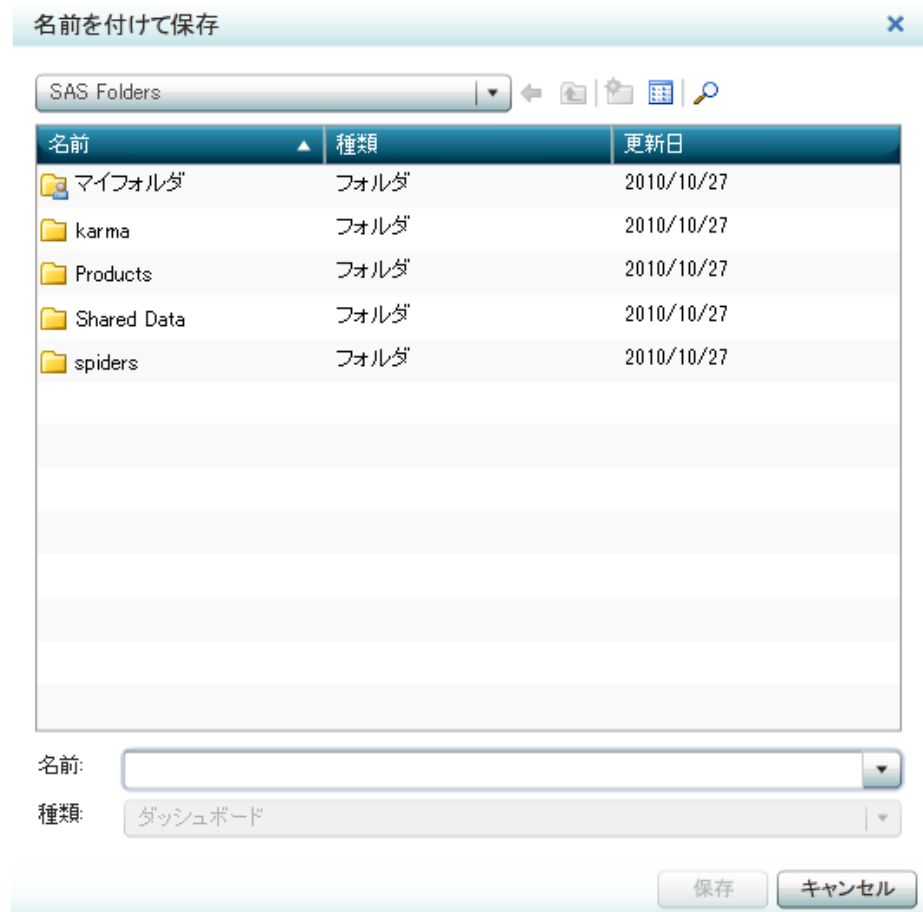 名前を付けて保存
SAS Folders
名前 種類 更新日
マイフォルダ フォルダ 2010/10/27
karma フォルダ 2010/10/27
Products フォルダ 2010/10/27
Shared Data フォルダ 2010/10/27
spiders フォルダ 2010/10/27
名前:
種類: ダッシュボード
保存 キャンセル